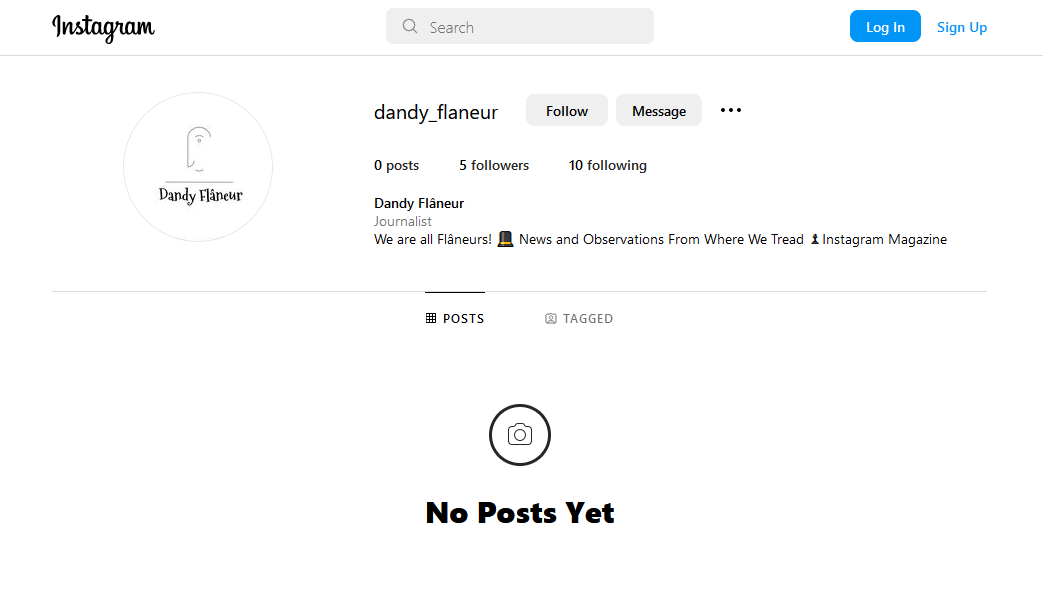 Instagram
Search
Log In
Sign Up
dandy_flaneur
Follow
Message
0 posts
5 followers
10 following
Dandy Flâneur
Dandy Flâneur
Journalist
We are all Flâneurs! 🎩 News and Observations From Where We Tread ♟Instagram Magazine
POSTS
TAGGED
No Posts Yet